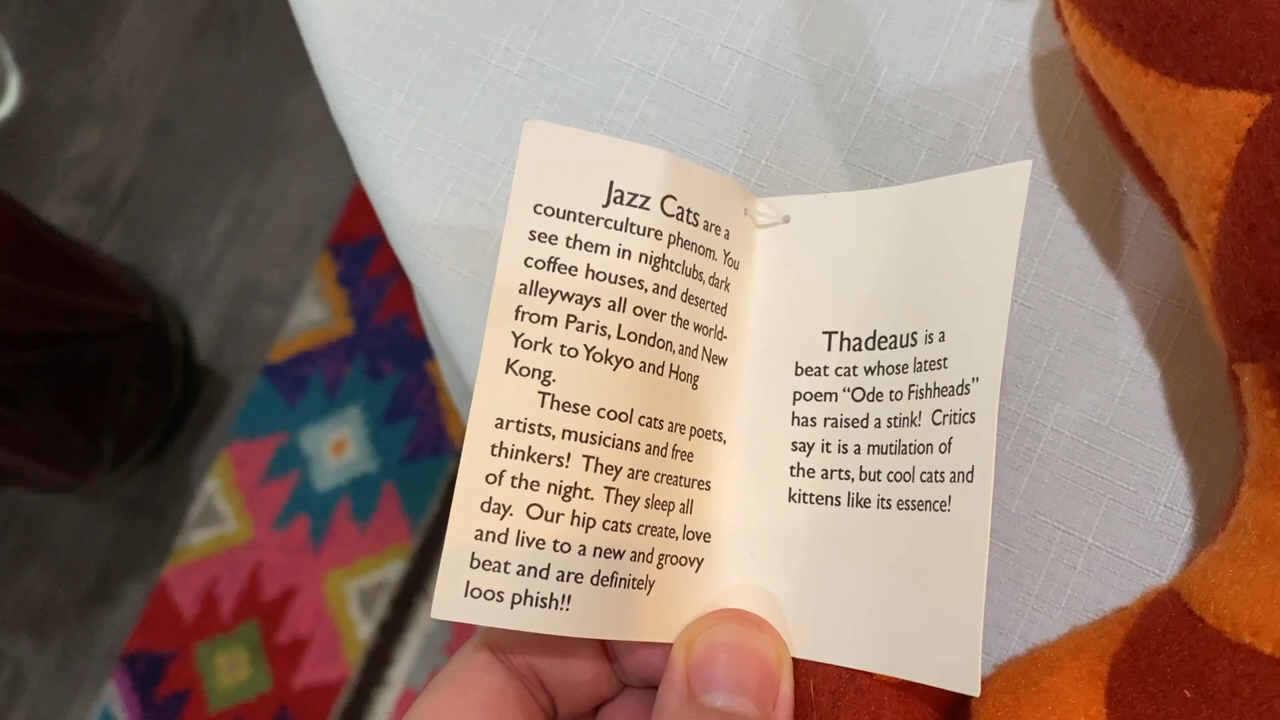 Jazz Cats are a
counterculture phenom. You
see them in nightclubs, dark
coffee houses, and deserted
alleyways all over the world-
from Paris, London, and New
York to Yokyo and Hong
Kong.
These cool cats are poets,
artists, musicians and free
thinkers! They are creatures
of the night. They sleep all
day. Our hip cats create, love
and live to a new and groovy
beat and are definitely
loos phish!!
Thadeaus is a
beat cat whose latest
poem “Ode to Fishheads”
has raised a stink! Critics
say it is a mutilation of
the arts, but cool cats and
kittens like its essence!